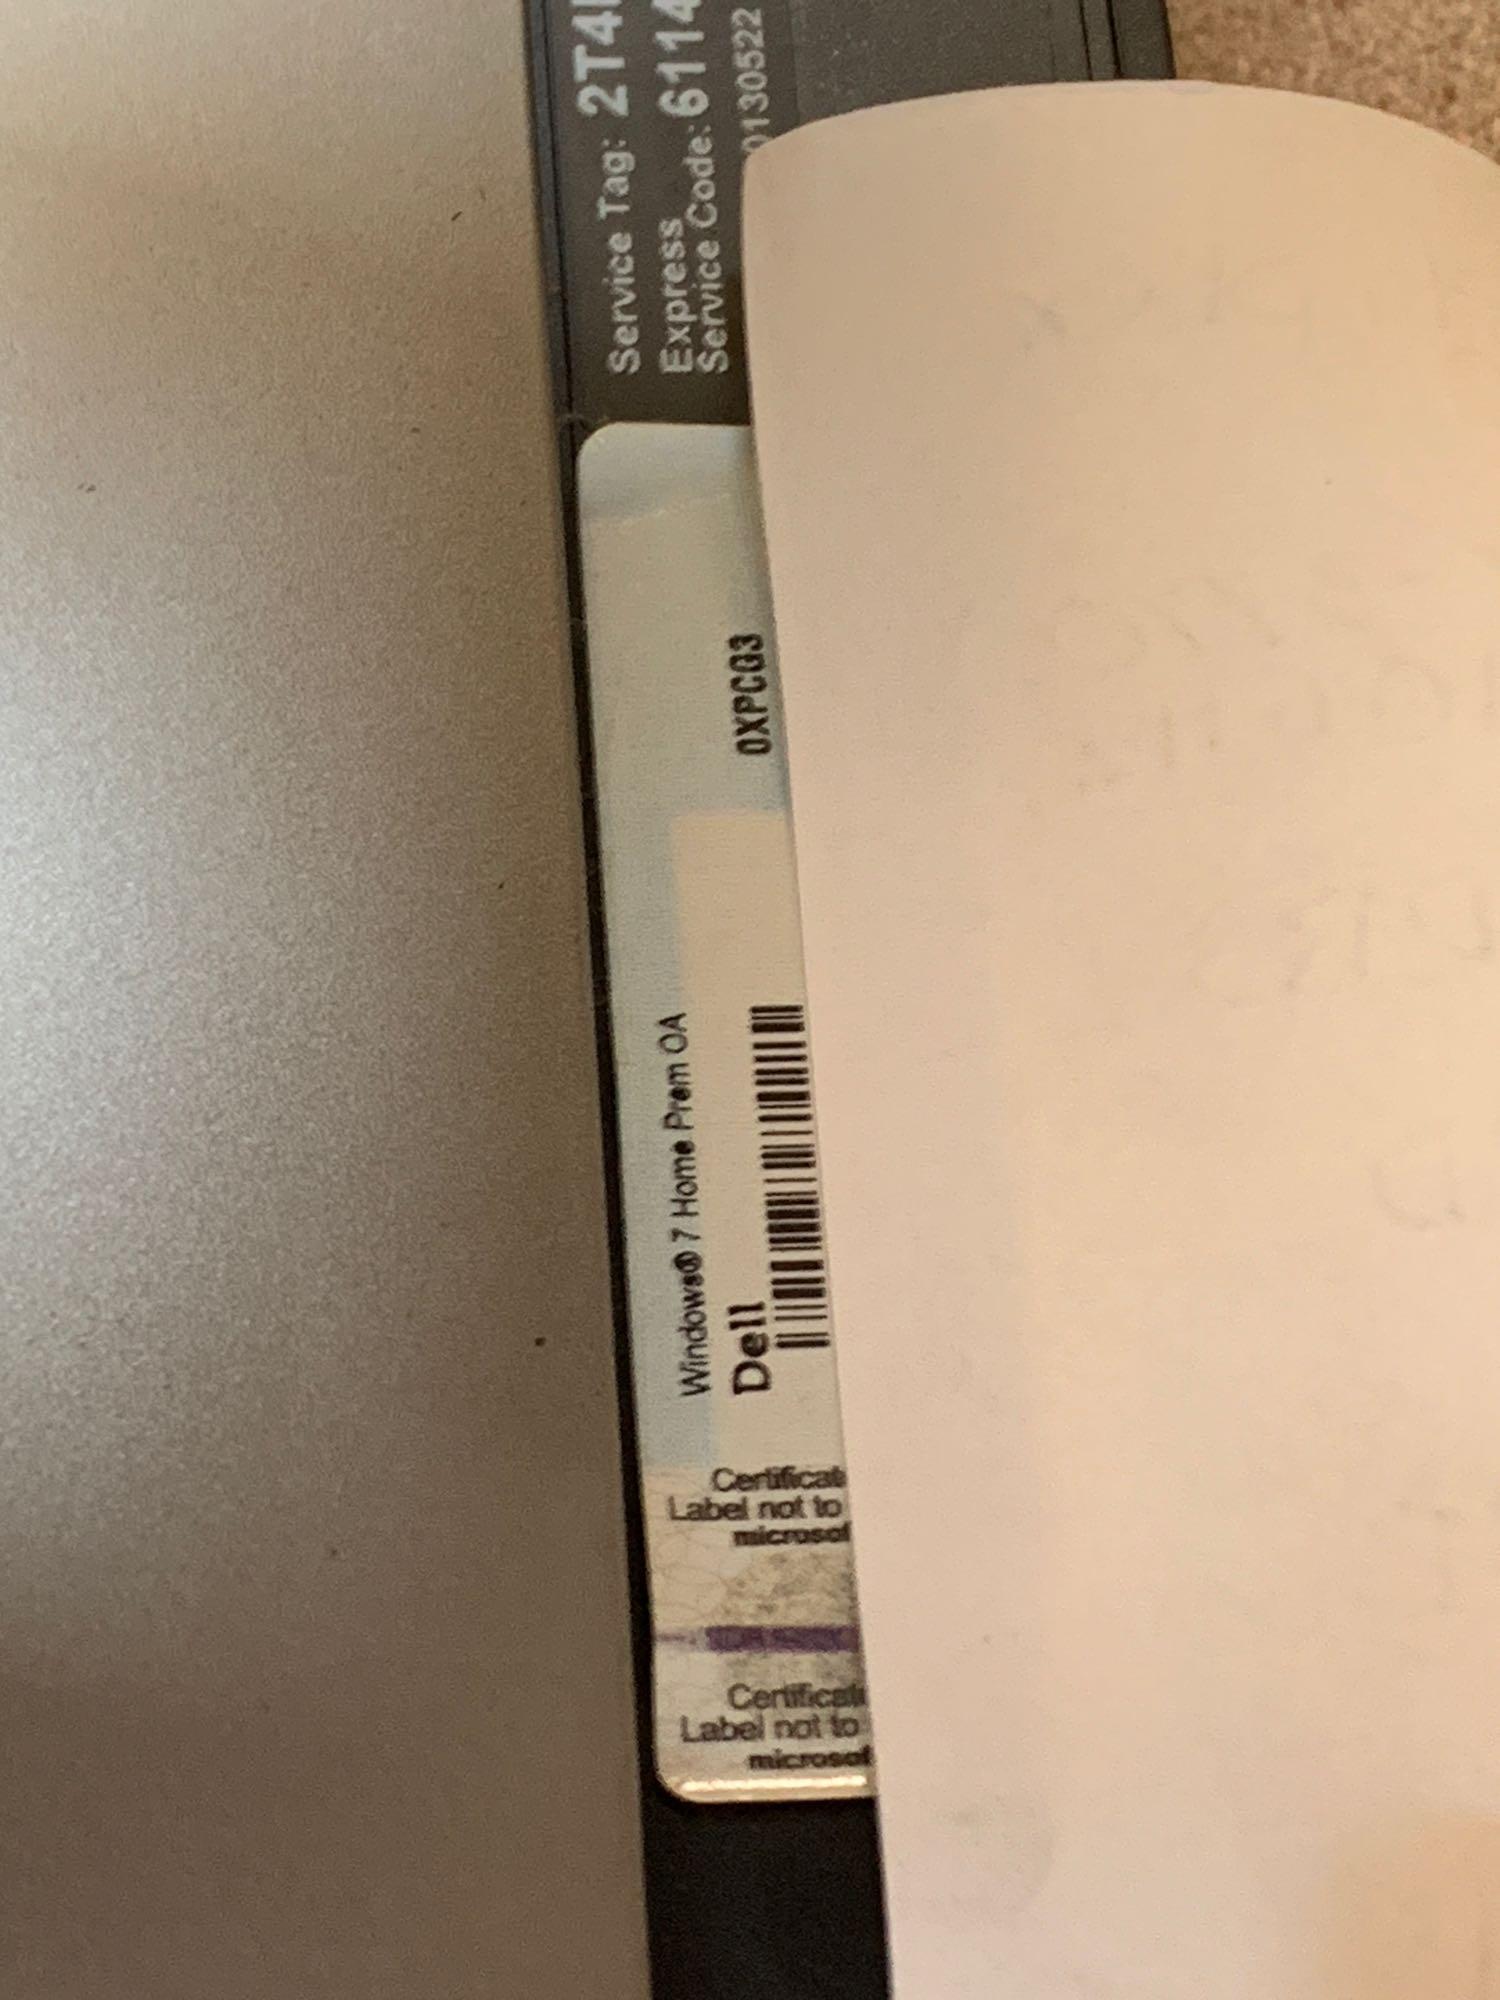 Service Tag: 2T4
Express
Service Code: 6114
0130522
Windows® 7 Home Prem OA
0XPCG3
Dell
Certificat
Label not to
microsof
Certificat
Label not to
microsof